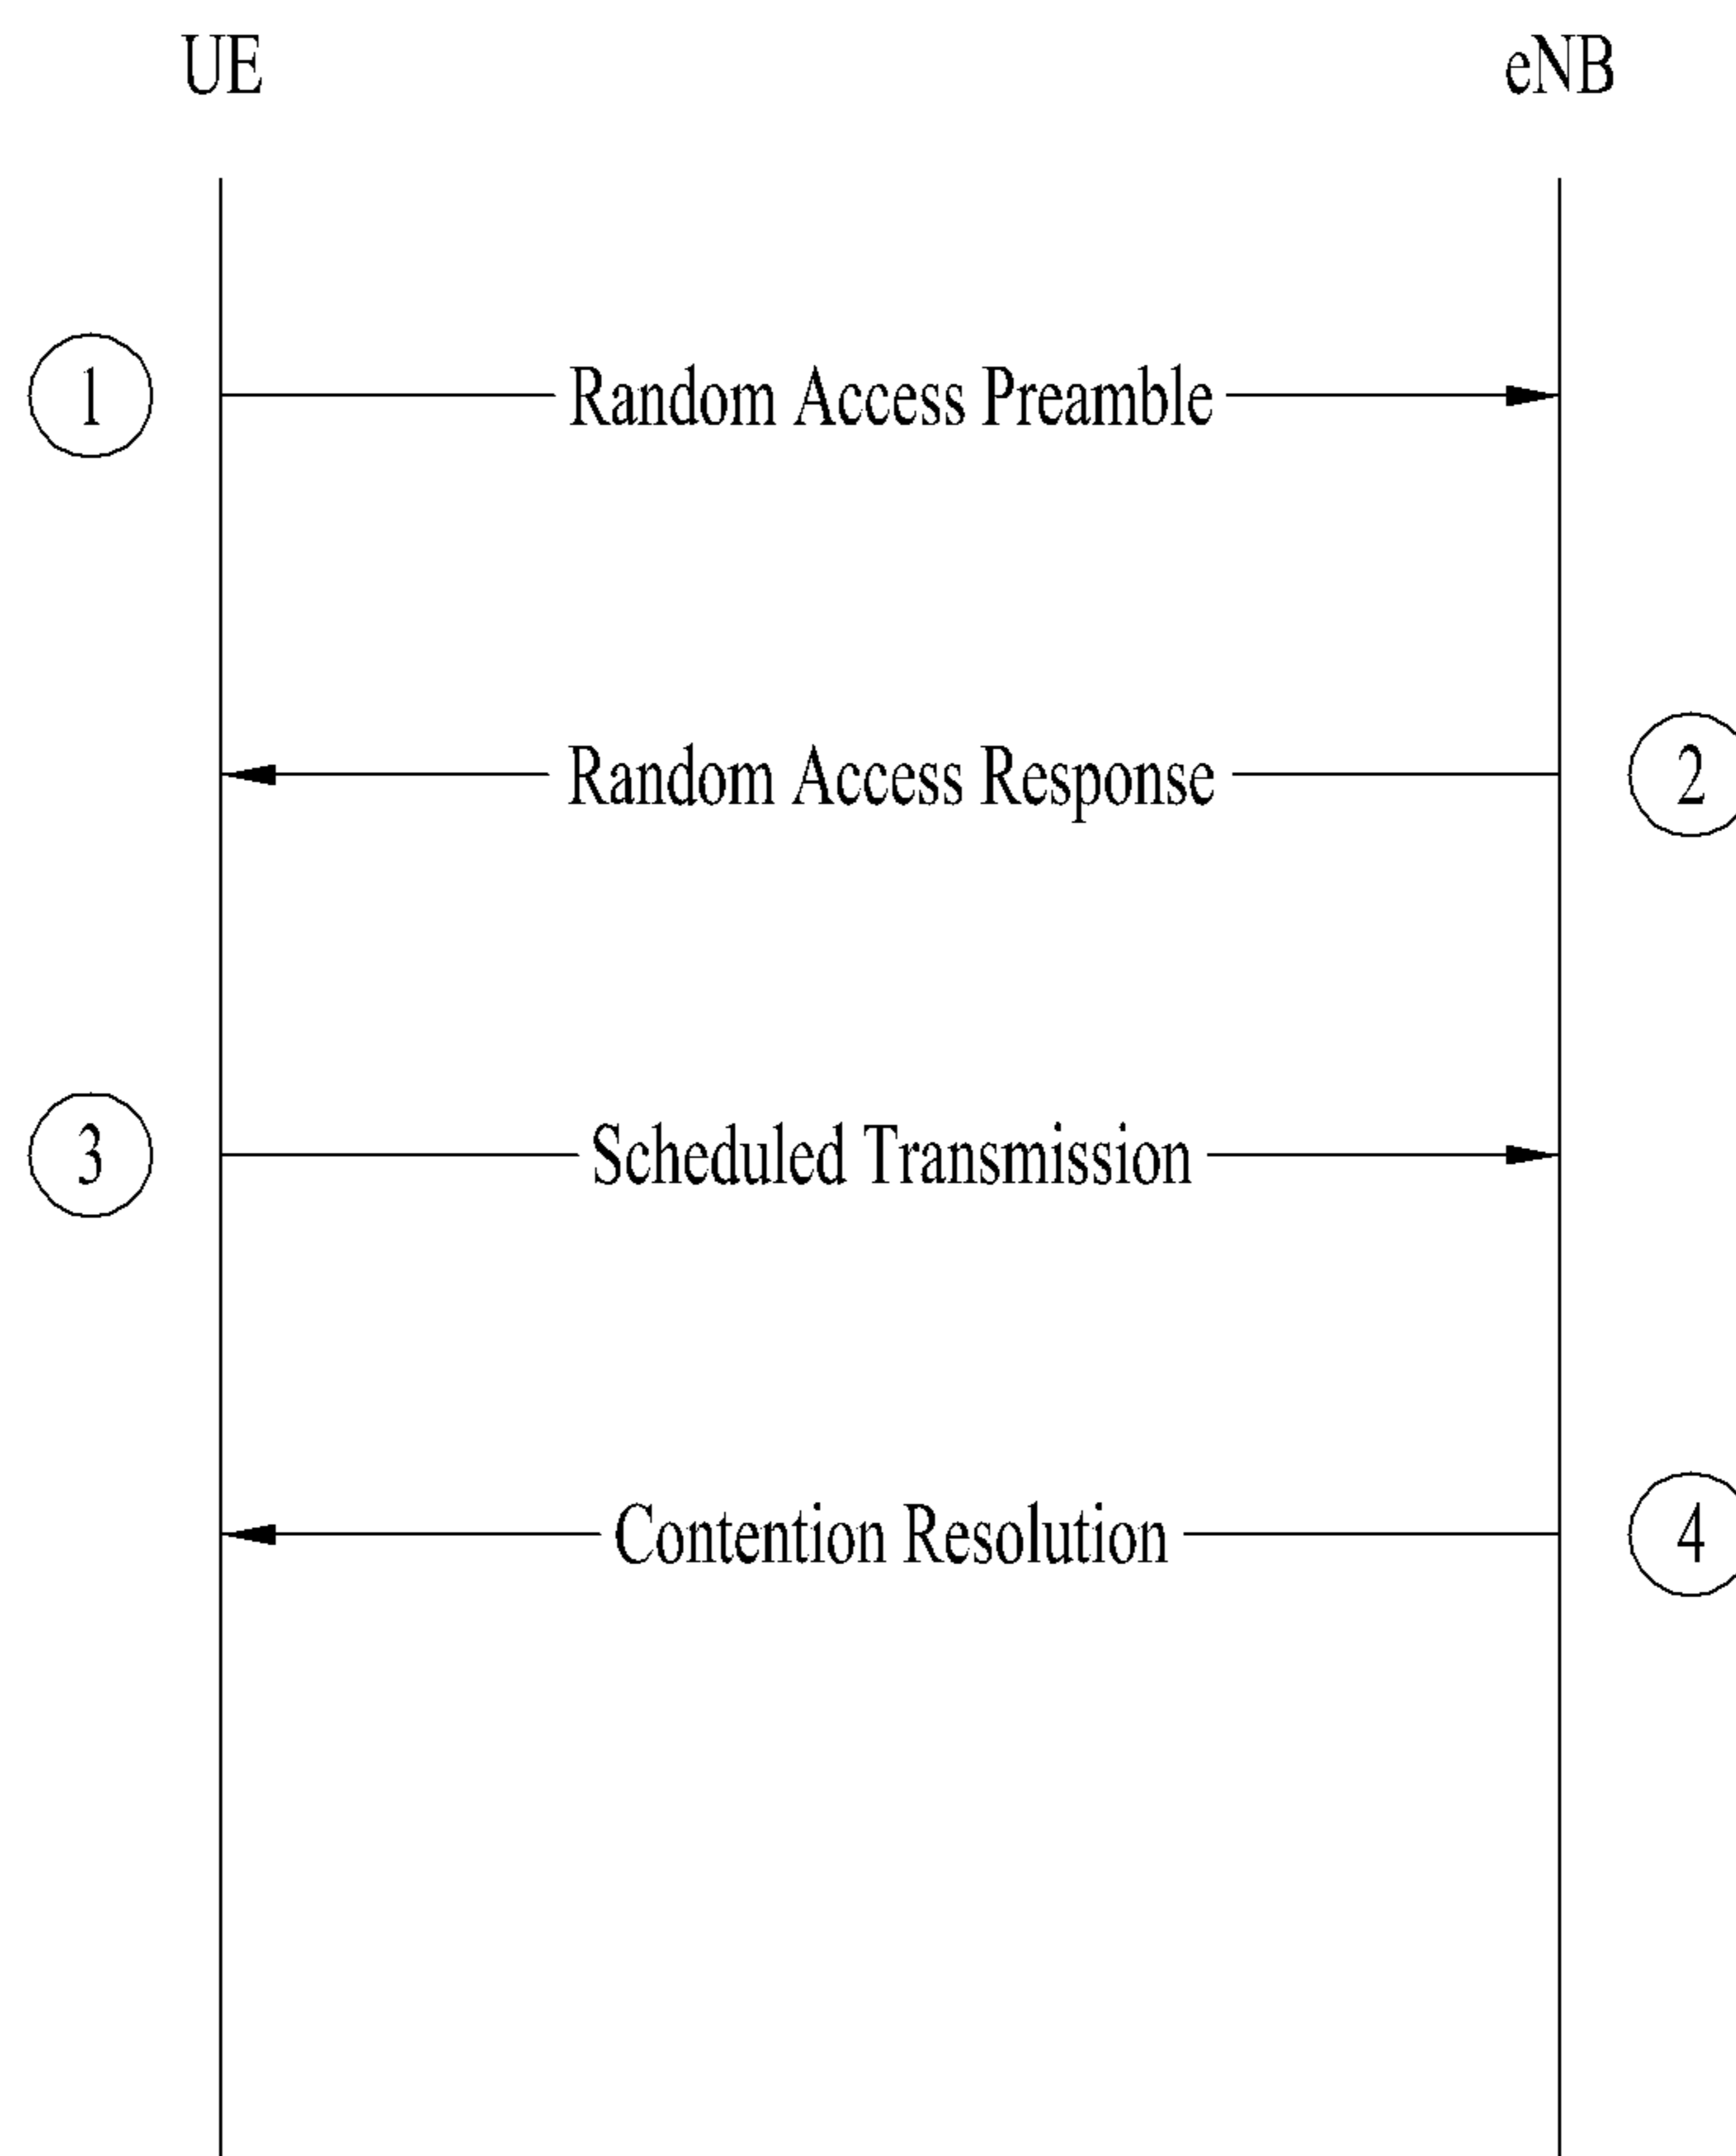 UE eNB
1 Random Access Preamble
Random Access Response 2
3 Scheduled Transmission
Contention Resolution 4